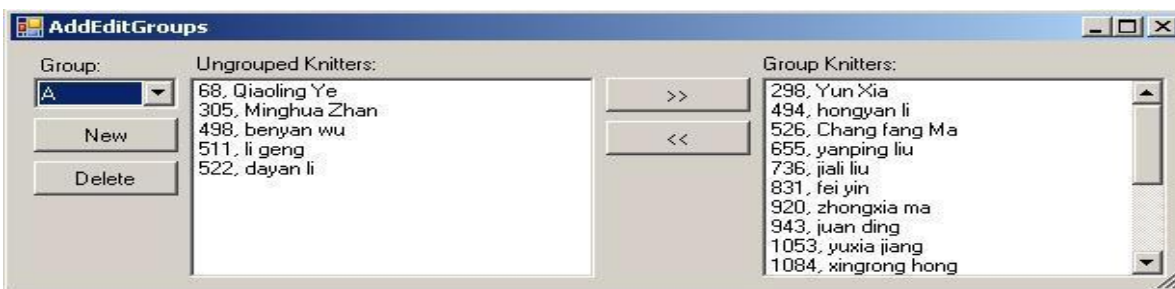 AddEditGroups
Group:
A
New
Delete
Ungrouped Knitters:
68, Qiaoling Ye
305, Minghua Zhan
498, benyan wu
511, li geng
522, dayan li
>>
<<
Group Knitters:
298, Yun Xia
494, hongyan li
526, Chang fang Ma
655, yanping liu
736, jiali liu
831, fei yin
920, zhongxia ma
943, juan ding
1053, yuxia jiang
1084, xingrong hong